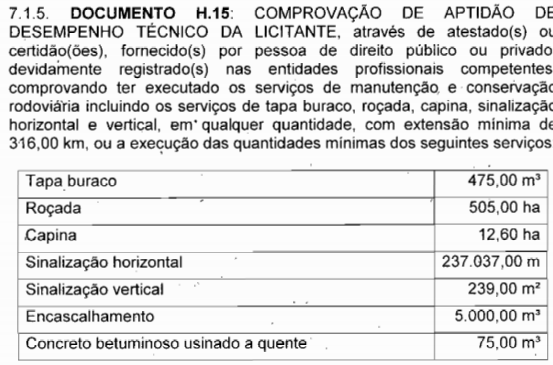 7.1.5. DOCUMENTO H.15: COMPROVAÇÃO DE APTIDÃO DE
DESEMPENHO TÉCNICO DA LICITANTE, através de atestado(s) ou
certidão(ões), fornecido(s) por pessoa de direito público ou privado
devidamente registrado(s) nas entidades profissionais competentes
comprovando ter executado os serviços de manutenção e conservação
rodoviária incluindo os serviços de tapa buraco, roçada, capina, sinalização
horizontal e vertical, em qualquer quantidade, com extensão mínima de
316,00 km, ou a execução das quantidades mínimas dos seguintes serviços
Tapa buraco 475,00 m³
Roçada 505,00 ha
Capina 12,60 ha
Sinalização horizontal 237.037,00 m
Sinalização vertical 239,00 m²
Encascalhamento 5.000,00 m³
Concreto betuminoso usinado a quente 75,00 m³